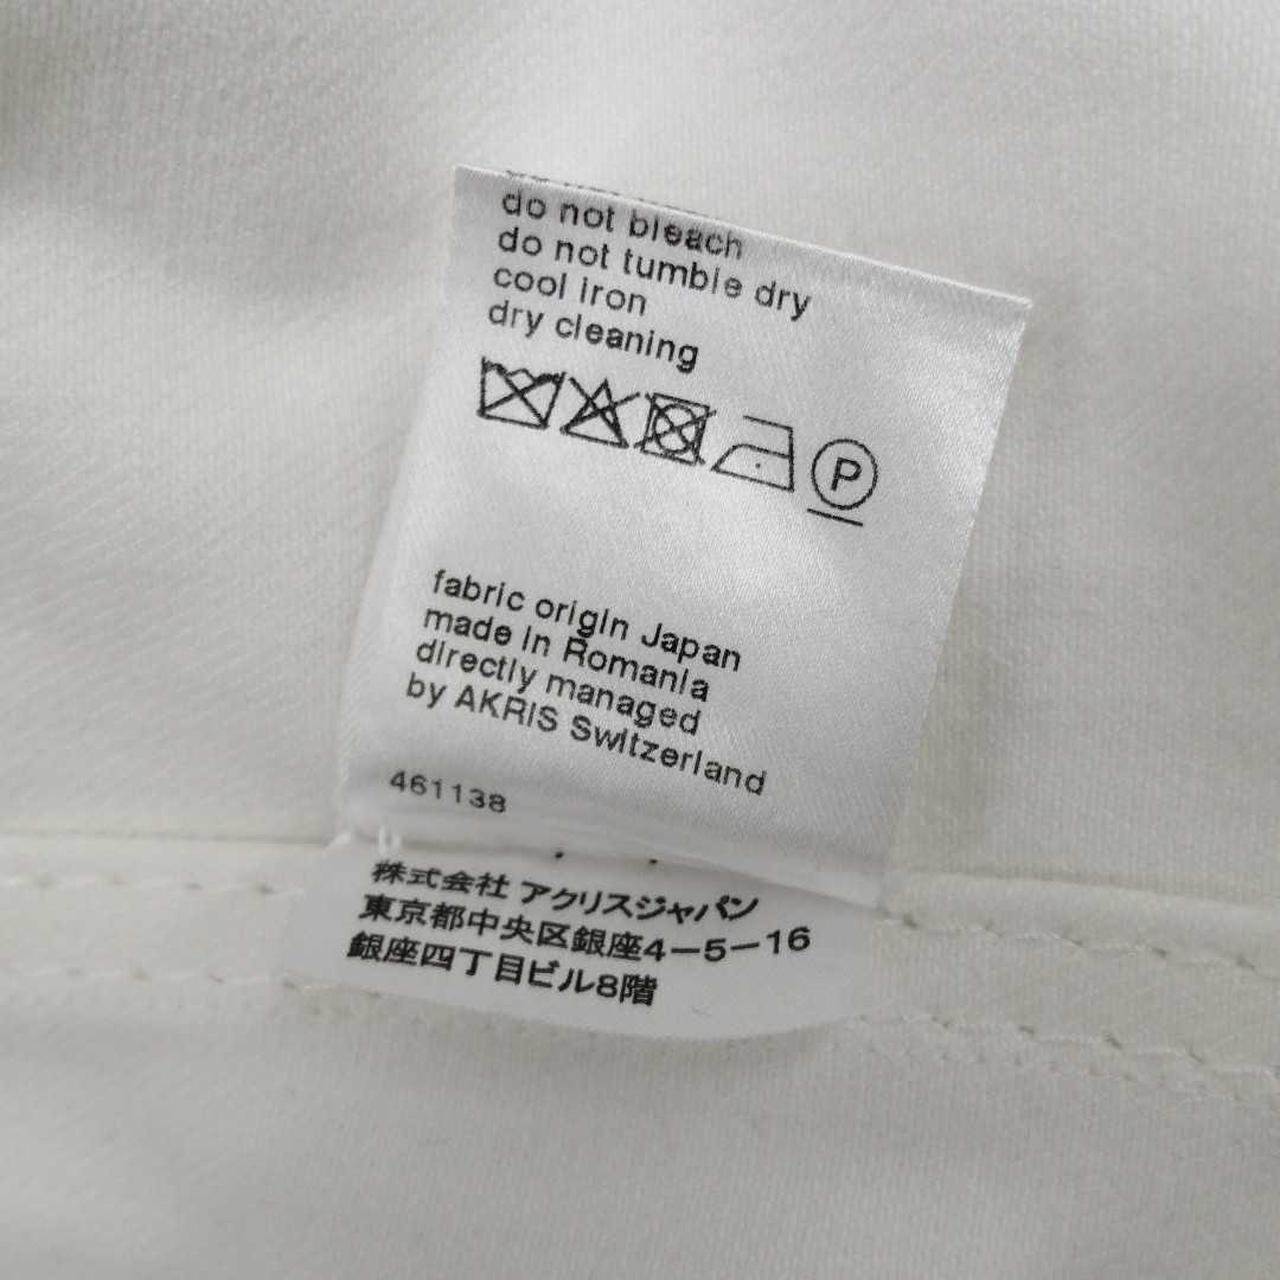 do not bleach
do not tumble dry
cool iron
dry cleaning
P
fabric origin Japan
made in Romania
directly managed
by AKRIS Switzerland
461138
株式会社 アクリスジャパン
東京都中央区銀座4−5−16
銀座四丁目ビル8階